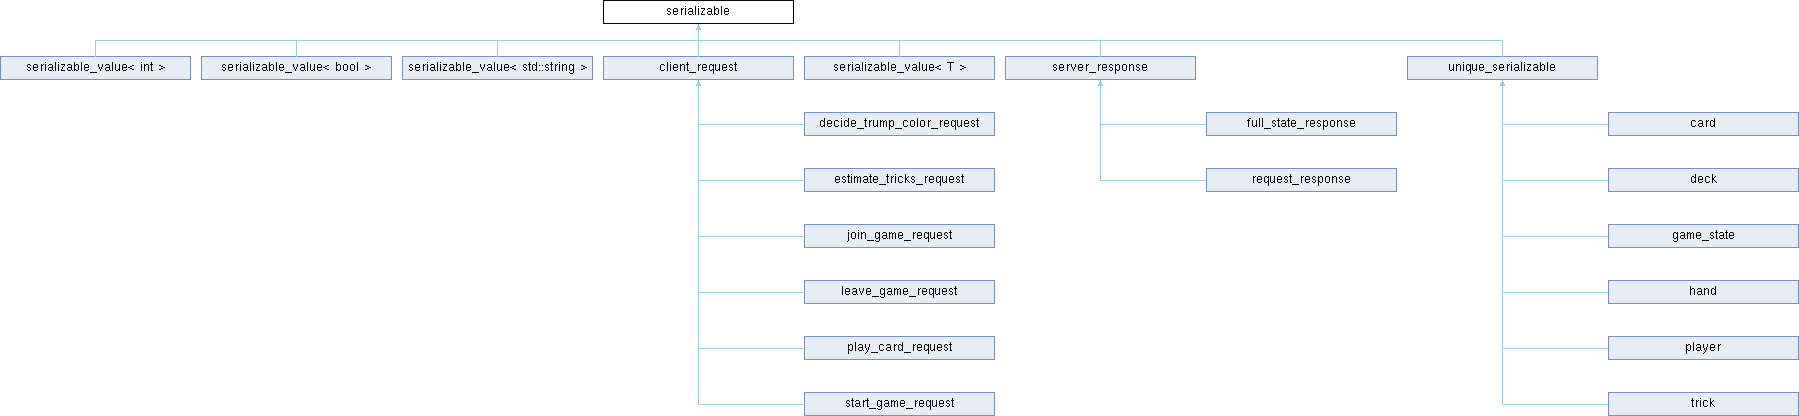 serializable
serializable_value< int >
serializable_value< bool >
serializable_value< std::string >
client_request
serializable_value< T >
server_response
unique_serializable
decide_trump_color_request
full_state_response
card
estimate_tricks_request
request_response
deck
join_game_request
game_state
leave_game_request
hand
play_card_request
player
start_game_request
trick